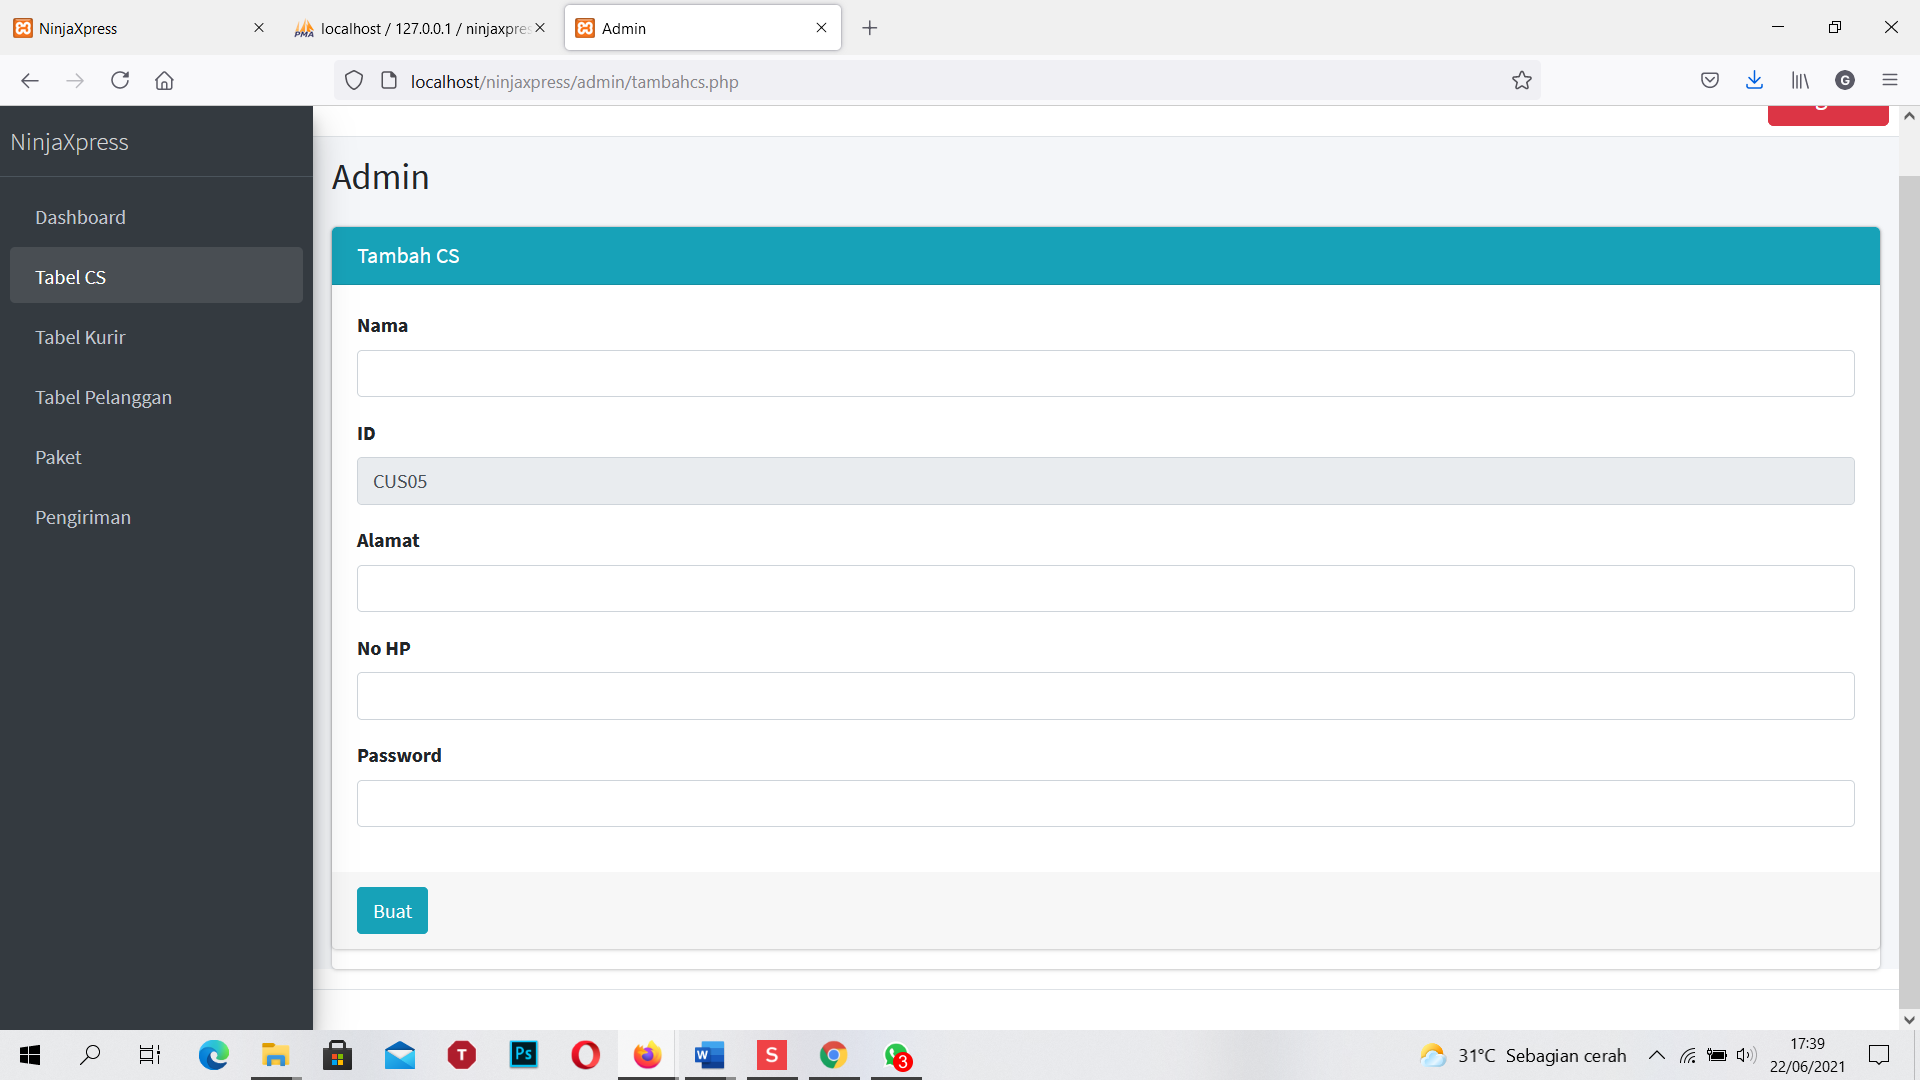 NinjaXpress
localhost / 127.0.0.1 / ninjaxpres
Admin
localhost/ninjaxpress/admin/tambahcs.php
G
NinjaXpress
Dashboard
Tabel CS
Tabel Kurir
Tabel Pelanggan
Paket
Pengiriman
Admin
Tambah CS
Nama
ID
CUS05
Alamat
No HP
Password
Buat
T
Ps
W
S
3
31°C Sebagian cerah
17:39
22/06/2021